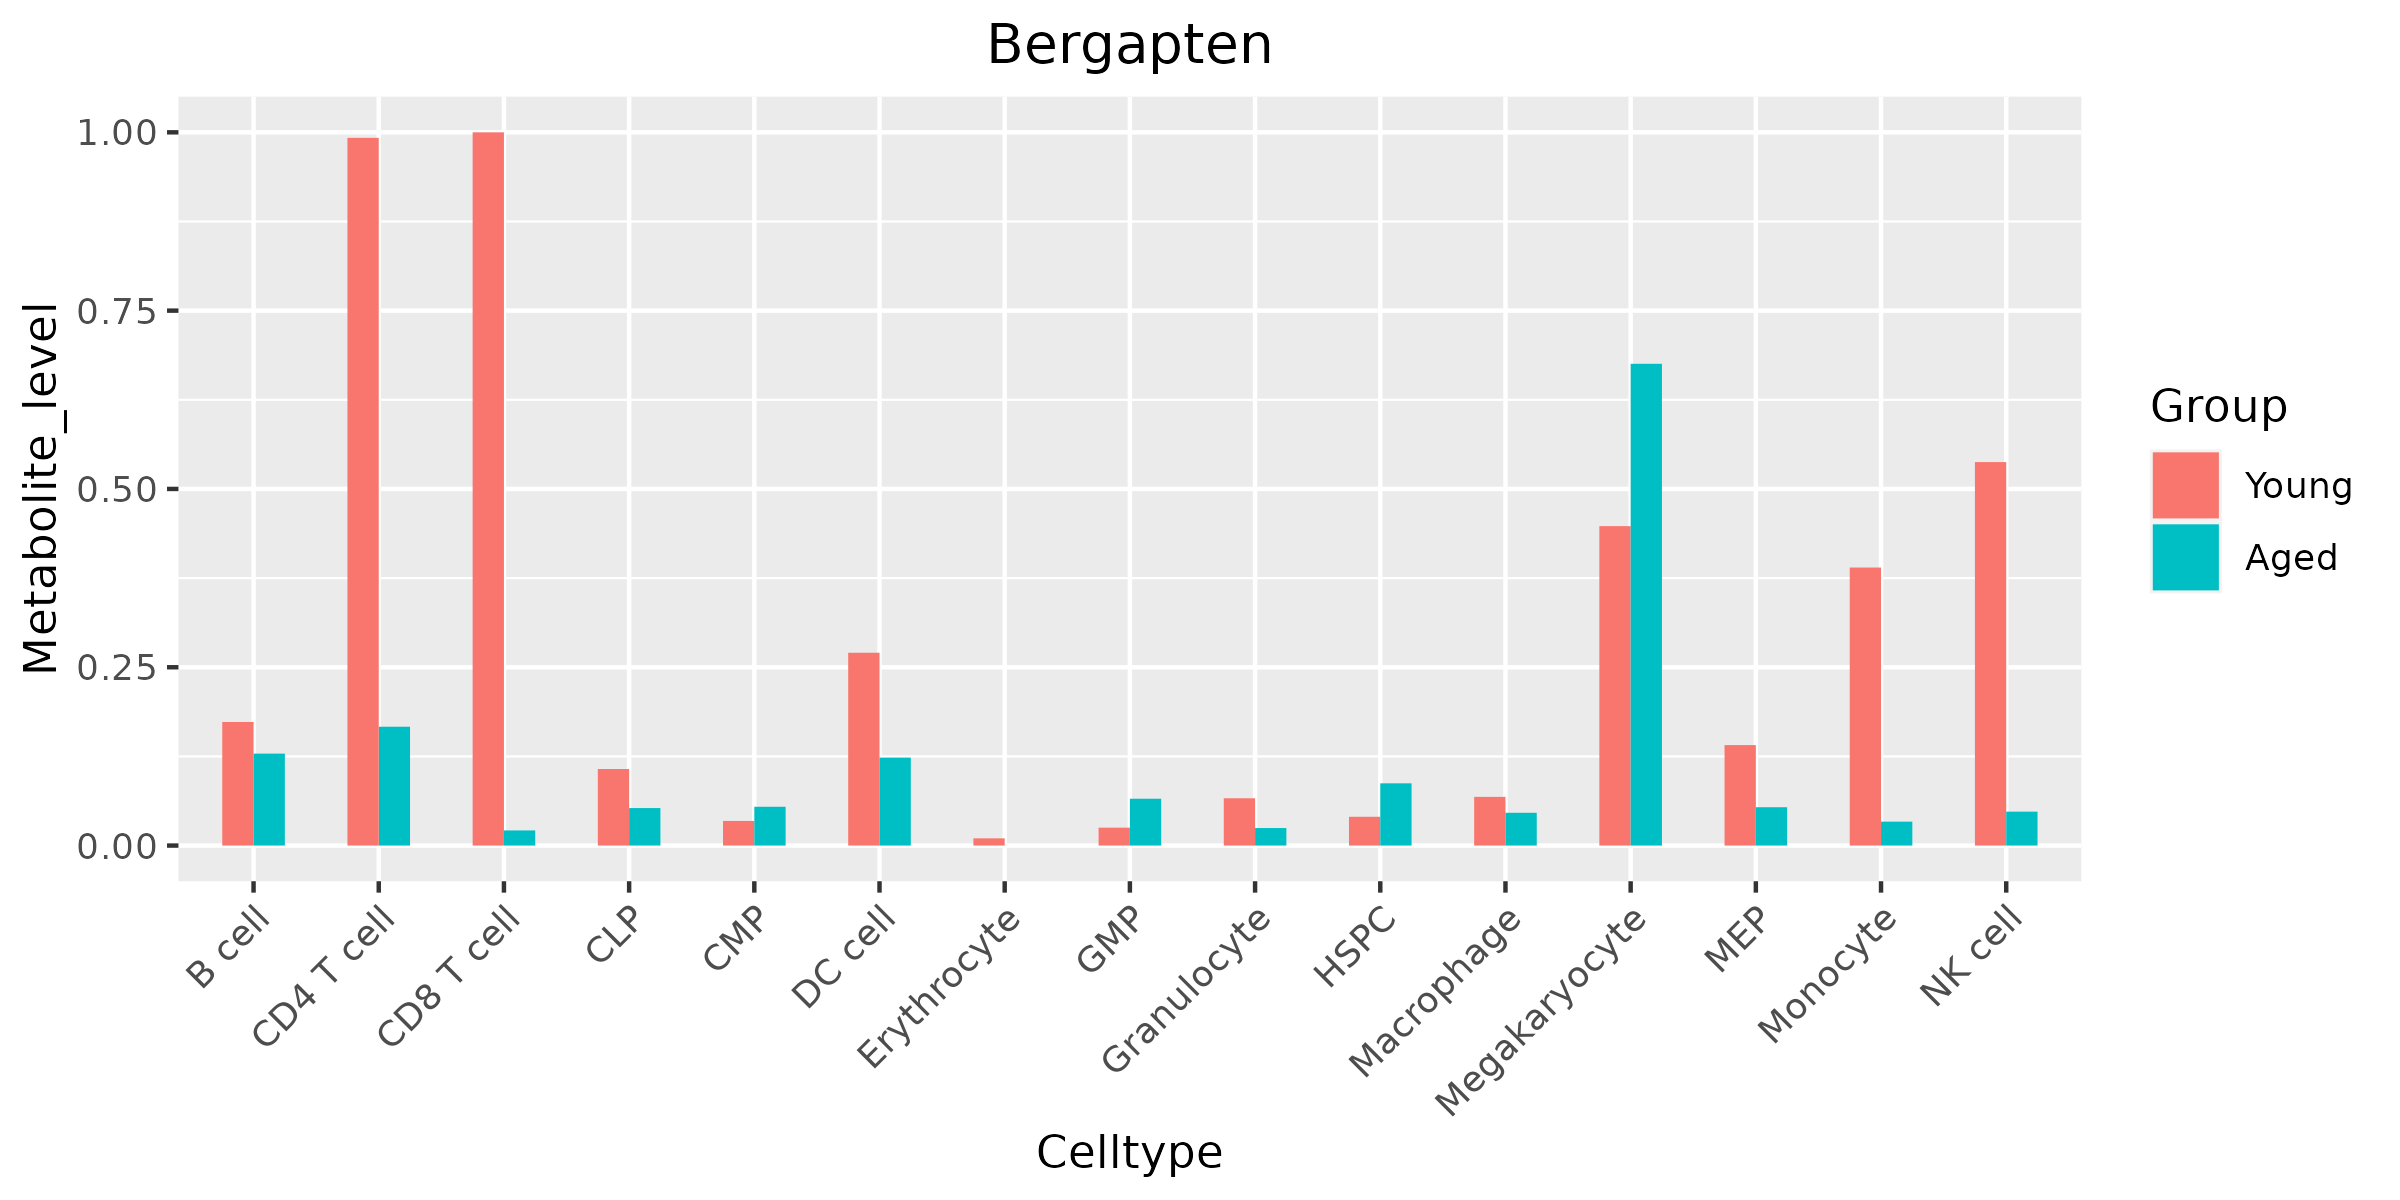 Bergapten
Metabolite_level
1.00
0.75
0.50
0.25
0.00
B cell
CD4 T cell
CD8 T cell
CLP
CMP
DC cell
Erythrocyte
GMP
Granulocyte
HSPC
Macrophage
Megakaryocyte
MEP
Monocyte
NK cell
Celltype
Group
Young
Aged